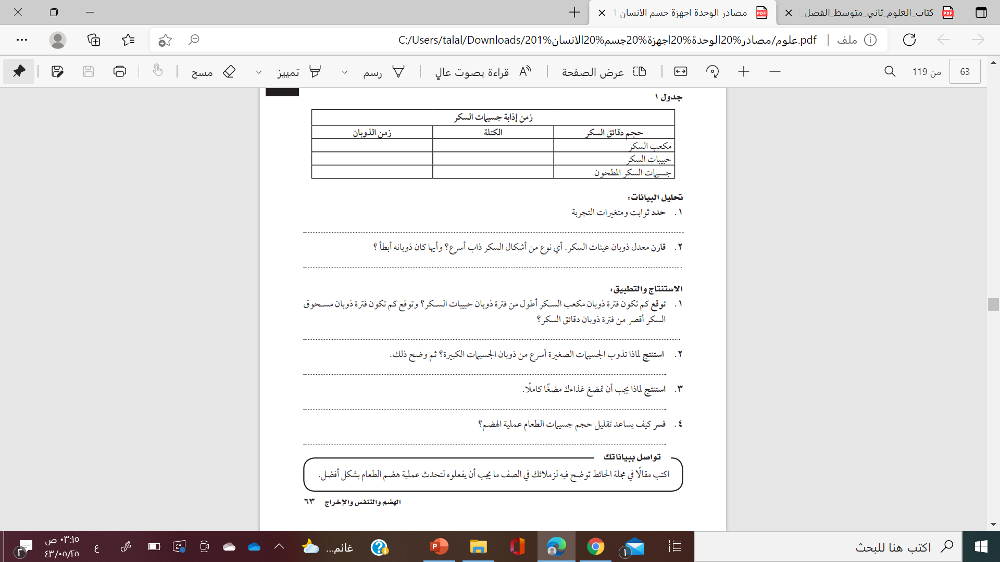 كتاب_العلوم_ثاني_متوسط_الفصل_
مصادر الوحدة اجهزة جسم الانسان 1
ملف
C:/Users/talal/Downloads/علوم/مصادر%20الوحدة%20اجهزة%20جسم%20الانسان%201.pdf
63
من 119
عرض الصفحة
قراءة بصوت عالٍ
رسم
تمييز
مسح
جدول ١
زمن إذابة جسيمات السكر
حجم دقائق السكر الكتلة زمن الذوبان
مكعب السكر
حبيبات السكر
جسيمات السكر المطحون
تحليل البيانات:
١. حدد ثوابت ومتغيرات التجربة
٢. قارن معدل ذوبان عينات السكر. أي نوع من أشكال السكر ذاب أسرع؟ وأيها كان ذوبانه أبطأ ؟
الاستنتاج والتطبيق:
١. توقع كم تكون فترة ذوبان مكعب السكر أطول من فترة ذوبان حبيبات السكر؟ وتوقع كم تكون فترة ذوبان مسحوق
السكر أقصر من فترة ذوبان دقائق السكر؟
٢. استنتج لماذا تذوب الجسيمات الصغيرة أسرع من ذوبان الجسيمات الكبيرة؟ ثم وضح ذلك.
٣. استنتج لماذا يجب أن تمضغ غذاءك مضغًا كاملًا.
٤. فسر كيف يساعد تقليل حجم جسيمات الطعام عملية الهضم؟
تواصل ببياناتك
اكتب مقالًا في مجلة الحائط توضح فيه لزملائك في الصف ما يجب أن يفعلوه لتحدث عملية هضم الطعام بشكل أفضل.
الهضم والتنفس والإخراج ٦٣
اكتب هنا للبحث
١
غائم...
ع
٠٣:١٥ ص
٤٣/٠٥/٢٥
٢